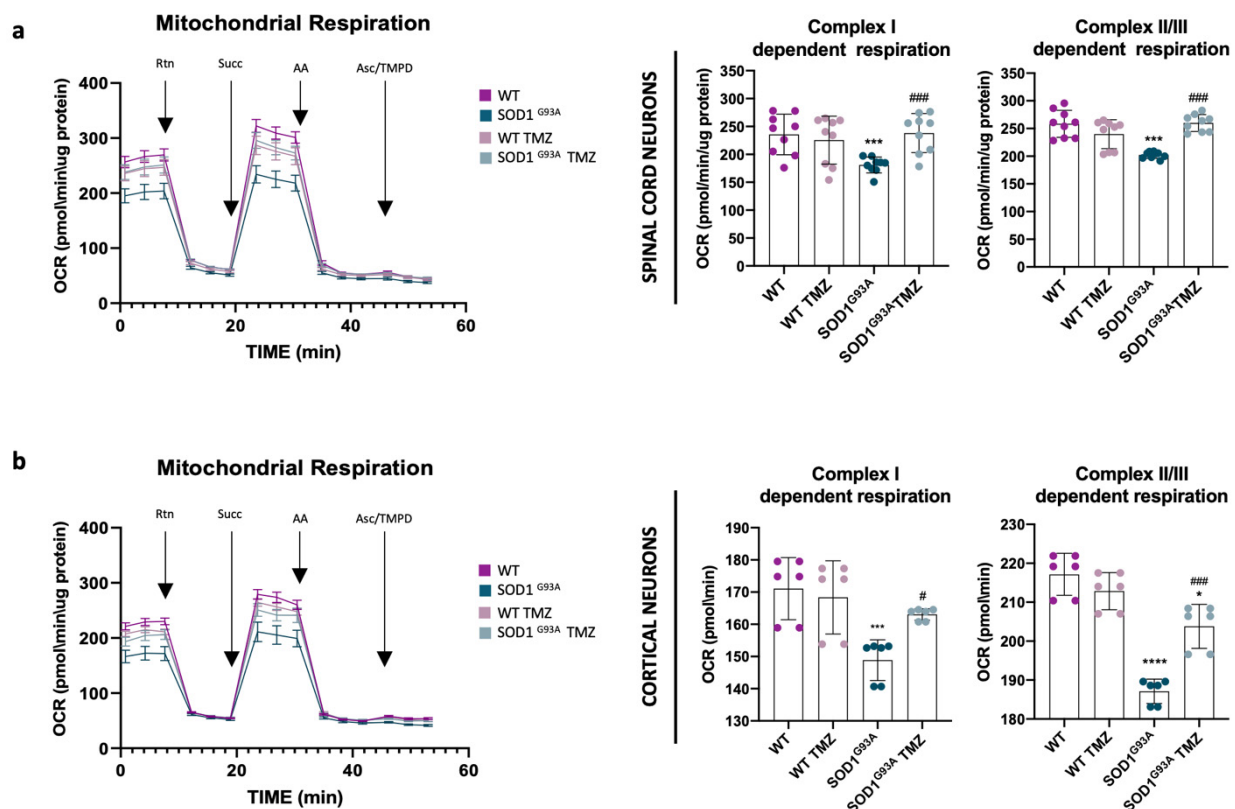 a
Mitochondrial Respiration
Rtn
Succ
AA
Asc/TMPD
400
300
200
100
0
OCR (pmol\min\ug protein)
0 20 40 60
TIME (min)
WT
SOD1 G93A
WT TMZ
SOD1 G93A TMZ
SPINAL CORD NEURONS
Complex I
dependent respiration
350
300
250
200
150
100
50
0
OCR (pmol/min/ug protein)
***
###
WT
WT TMZ
SOD1G93A
SOD1G93ATMZ
Complex II/III
dependent respiration
350
300
250
200
150
100
50
0
OCR (pmol/min/ug protein)
***
###
WT
WT TMZ
SOD1G93A
SOD1G93ATMZ
b
Mitochondrial Respiration
Rtn
Succ
AA
Asc/TMPD
400
300
200
100
0
OCR (pmol\min\ug protein)
0 20 40 60
TIME (min)
WT
SOD1 G93A
WT TMZ
SOD1 G93A TMZ
CORTICAL NEURONS
Complex I
dependent respiration
190
180
170
160
150
140
130
OCR (pmol\min)
***
#
WT
WT TMZ
SOD1G93A
SOD1G93A TMZ
Complex II/III
dependent respiration
230
220
210
200
190
180
OCR (pmol\min)
****
###
*
WT
WT TMZ
SOD1G93A
SOD1G93A TMZ